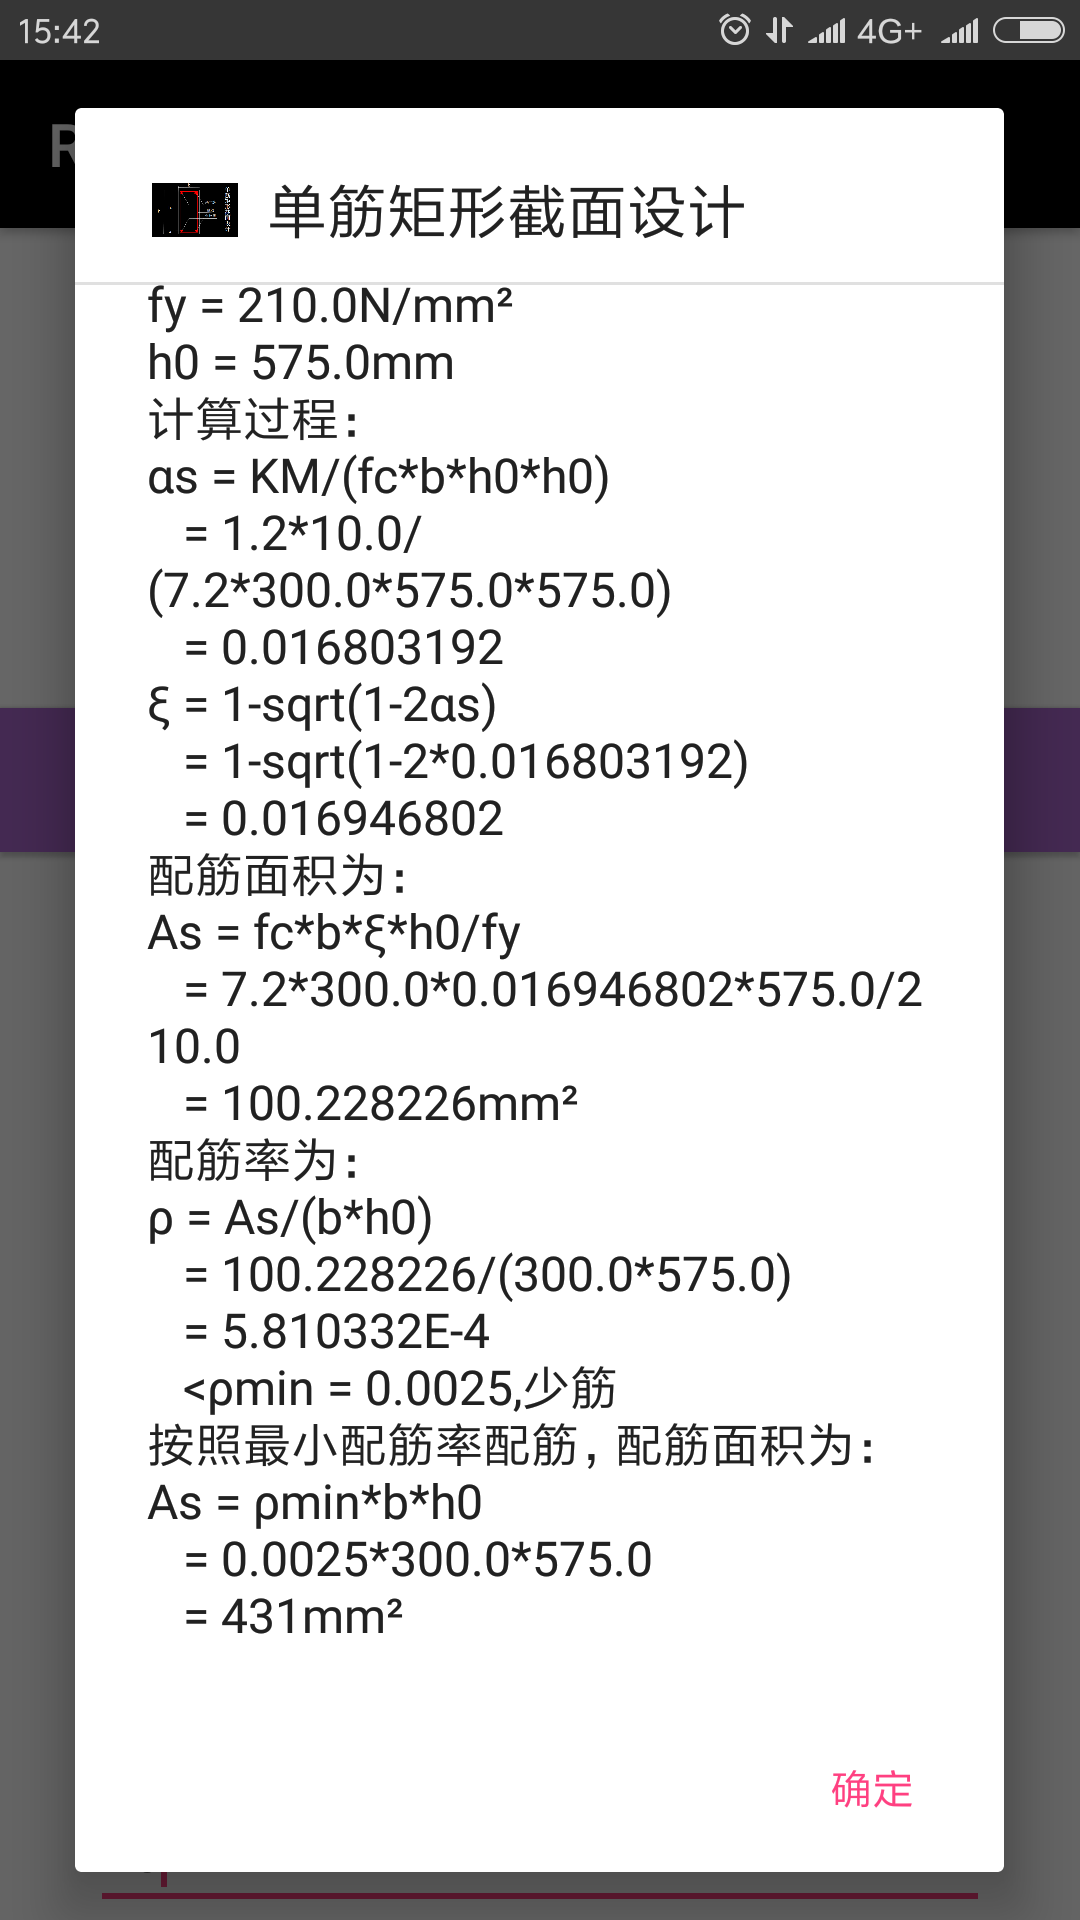 15:42
4G+
R
单筋矩形截面设计
fy = 210.0N/mm²
h0 = 575.0mm
计算过程：
αs = KM/(fc*b*h0*h0)
= 1.2*10.0/
(7.2*300.0*575.0*575.0)
= 0.016803192
ξ = 1-sqrt(1-2αs)
= 1-sqrt(1-2*0.016803192)
= 0.016946802
配筋面积为：
As = fc*b*ξ*h0/fy
= 7.2*300.0*0.016946802*575.0/2
10.0
= 100.228226mm²
配筋率为：
ρ = As/(b*h0)
= 100.228226/(300.0*575.0)
= 5.810332E-4
<ρmin = 0.0025,少筋
按照最小配筋率配筋，配筋面积为：
As = ρmin*b*h0
= 0.0025*300.0*575.0
= 431mm²
确定